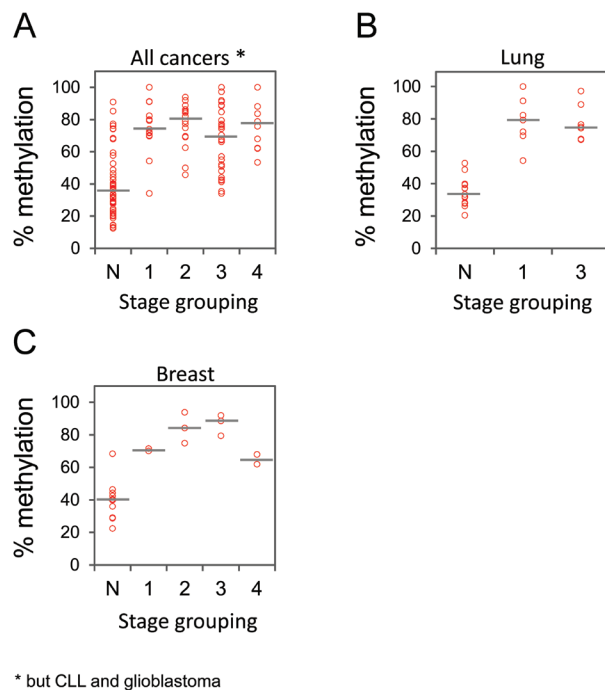 A
All cancers *
% methylation
100
80
60
40
20
0
N 1 2 3 4
Stage grouping
B
Lung
% methylation
100
80
60
40
20
0
N 1 3
Stage grouping
C
Breast
% methylation
100
80
60
40
20
0
N 1 2 3 4
Stage grouping
* but CLL and glioblastoma